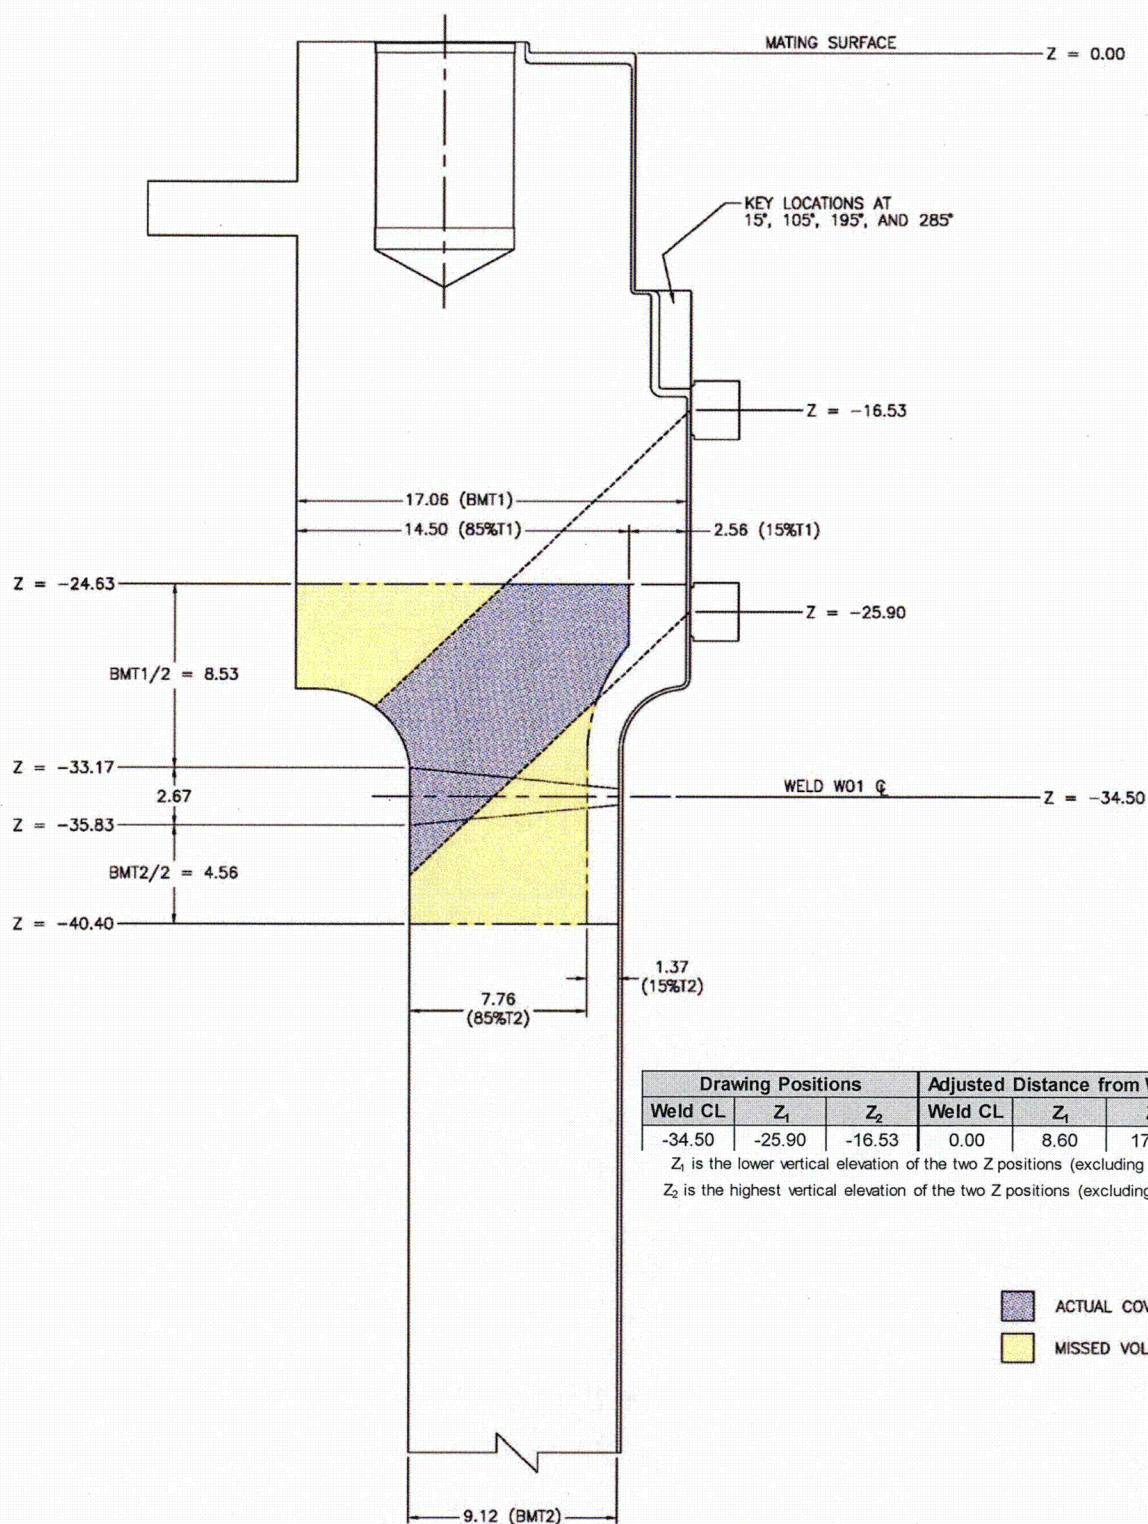 MATING SURFACE
Z = 0.00
KEY LOCATIONS AT
15°, 105°, 195°, AND 285°
Z = -16.53
17.06 (BMT1)
14.50 (85%T1)
2.56 (15%T1)
Z = -24.63
Z = -25.90
BMT1/2 = 8.53
Z = -33.17
2.67
WELD W01 ℄
Z = -34.50
Z = -35.83
BMT2/2 = 4.56
Z = -40.40
1.37
(15%T2)
7.76
(85%T2)
Drawing Positions Adjusted Distance from
Weld CL Z₁ Z₂ Weld CL Z₁
-34.50 -25.90 -16.53 0.00 8.60 17
Z₁ is the lower vertical elevation of the two Z positions (excluding
Z₂ is the highest vertical elevation of the two Z positions (excluding
ACTUAL
MISSED
9.12 (BMT2)